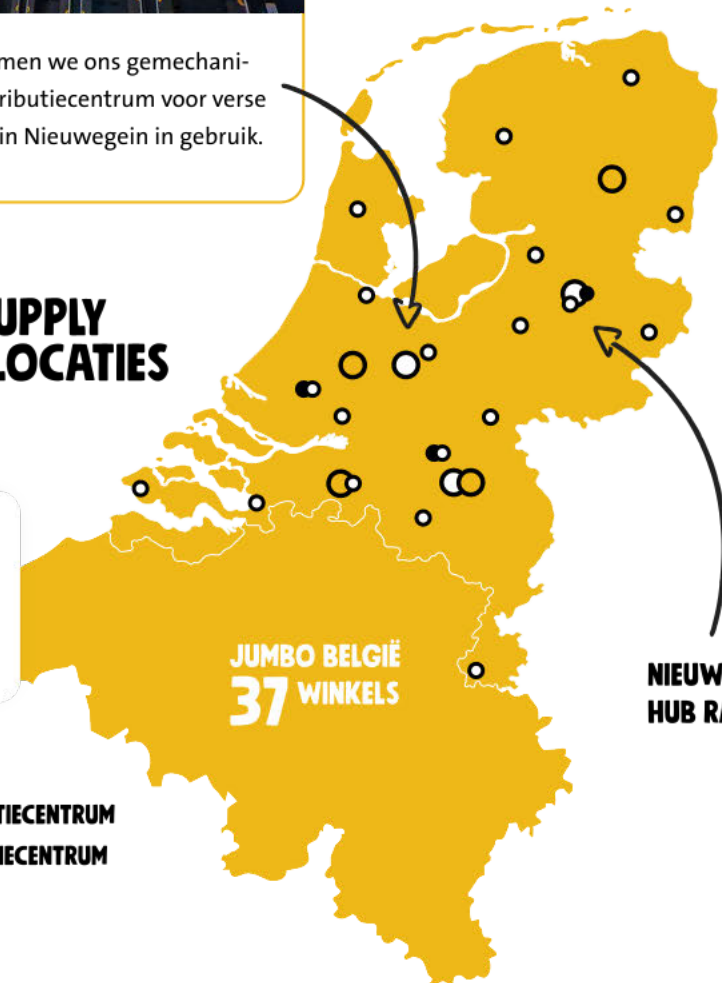 men we ons gemechani-
ributiecentrum voor verse
in Nieuwegein in gebruik.
UPPLY
LOCATIES
JUMBO BELGIË
37 WINKELS
NIEUW
HUB RA
TIECENTRUM
IECENTRUM